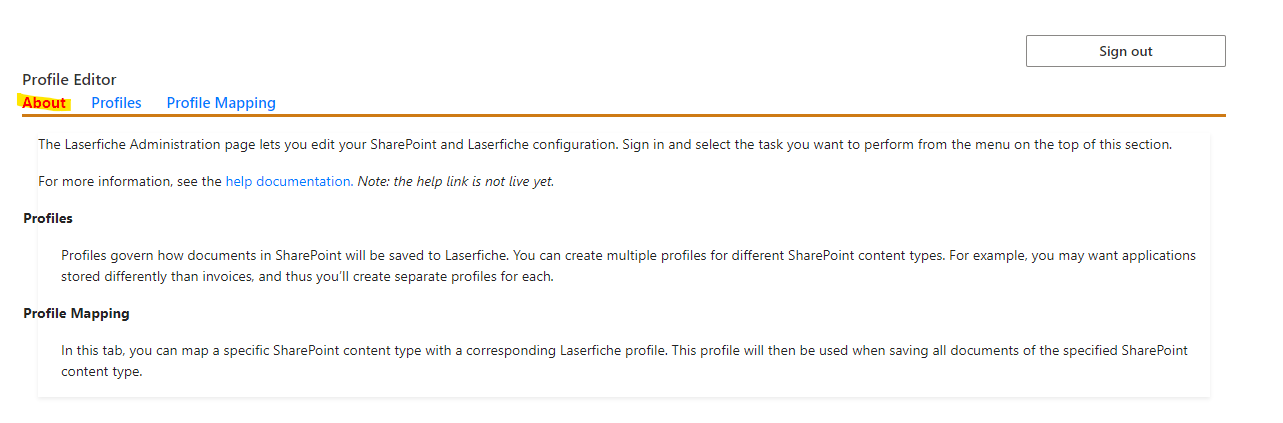 Sign out
Profile Editor
About Profiles Profile Mapping
The Laserfiche Administration page lets you edit your SharePoint and Laserfiche configuration. Sign in and select the task you want to perform from the menu on the top of this section.
For more information, see the help documentation. Note: the help link is not live yet.
Profiles
Profiles govern how documents in SharePoint will be saved to Laserfiche. You can create multiple profiles for different SharePoint content types. For example, you may want applications
stored differently than invoices, and thus you’ll create separate profiles for each.
Profile Mapping
In this tab, you can map a specific SharePoint content type with a corresponding Laserfiche profile. This profile will then be used when saving all documents of the specified SharePoint
content type.